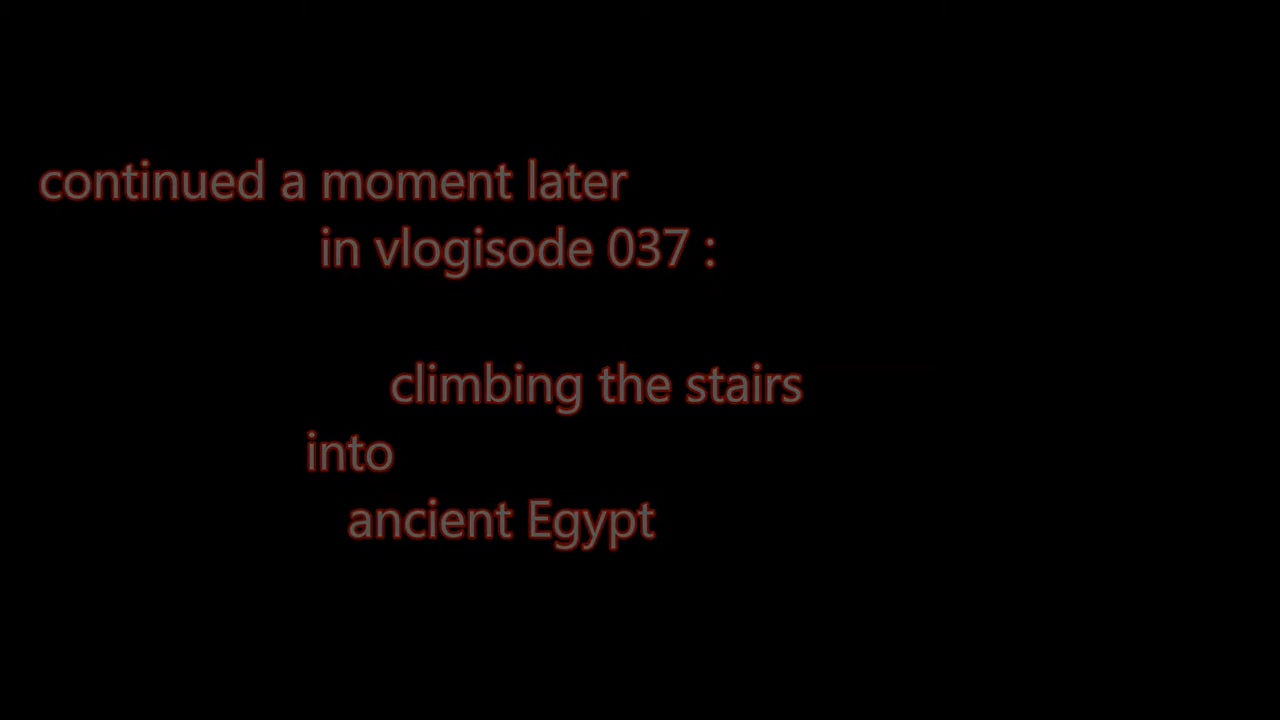 continued a moment later
in vlogisode 037 :
climbing the stairs
into
ancient Egypt